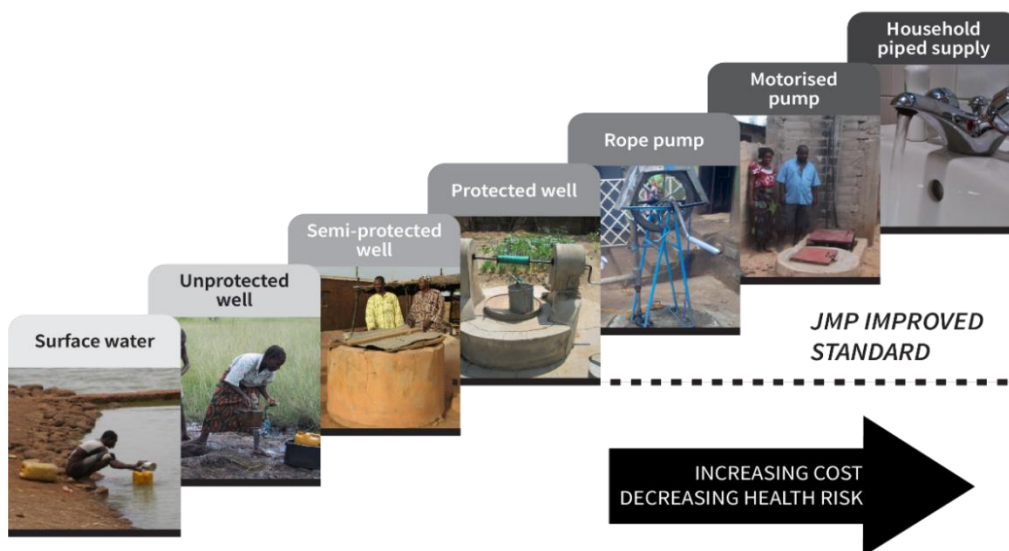 Household
piped supply
Motorised
pump
Rope pump
Protected well
Semi-protected
well
Unprotected
well
Surface water
JMP IMPROVED
STANDARD
INCREASING COST
DECREASING HEALTH RISK